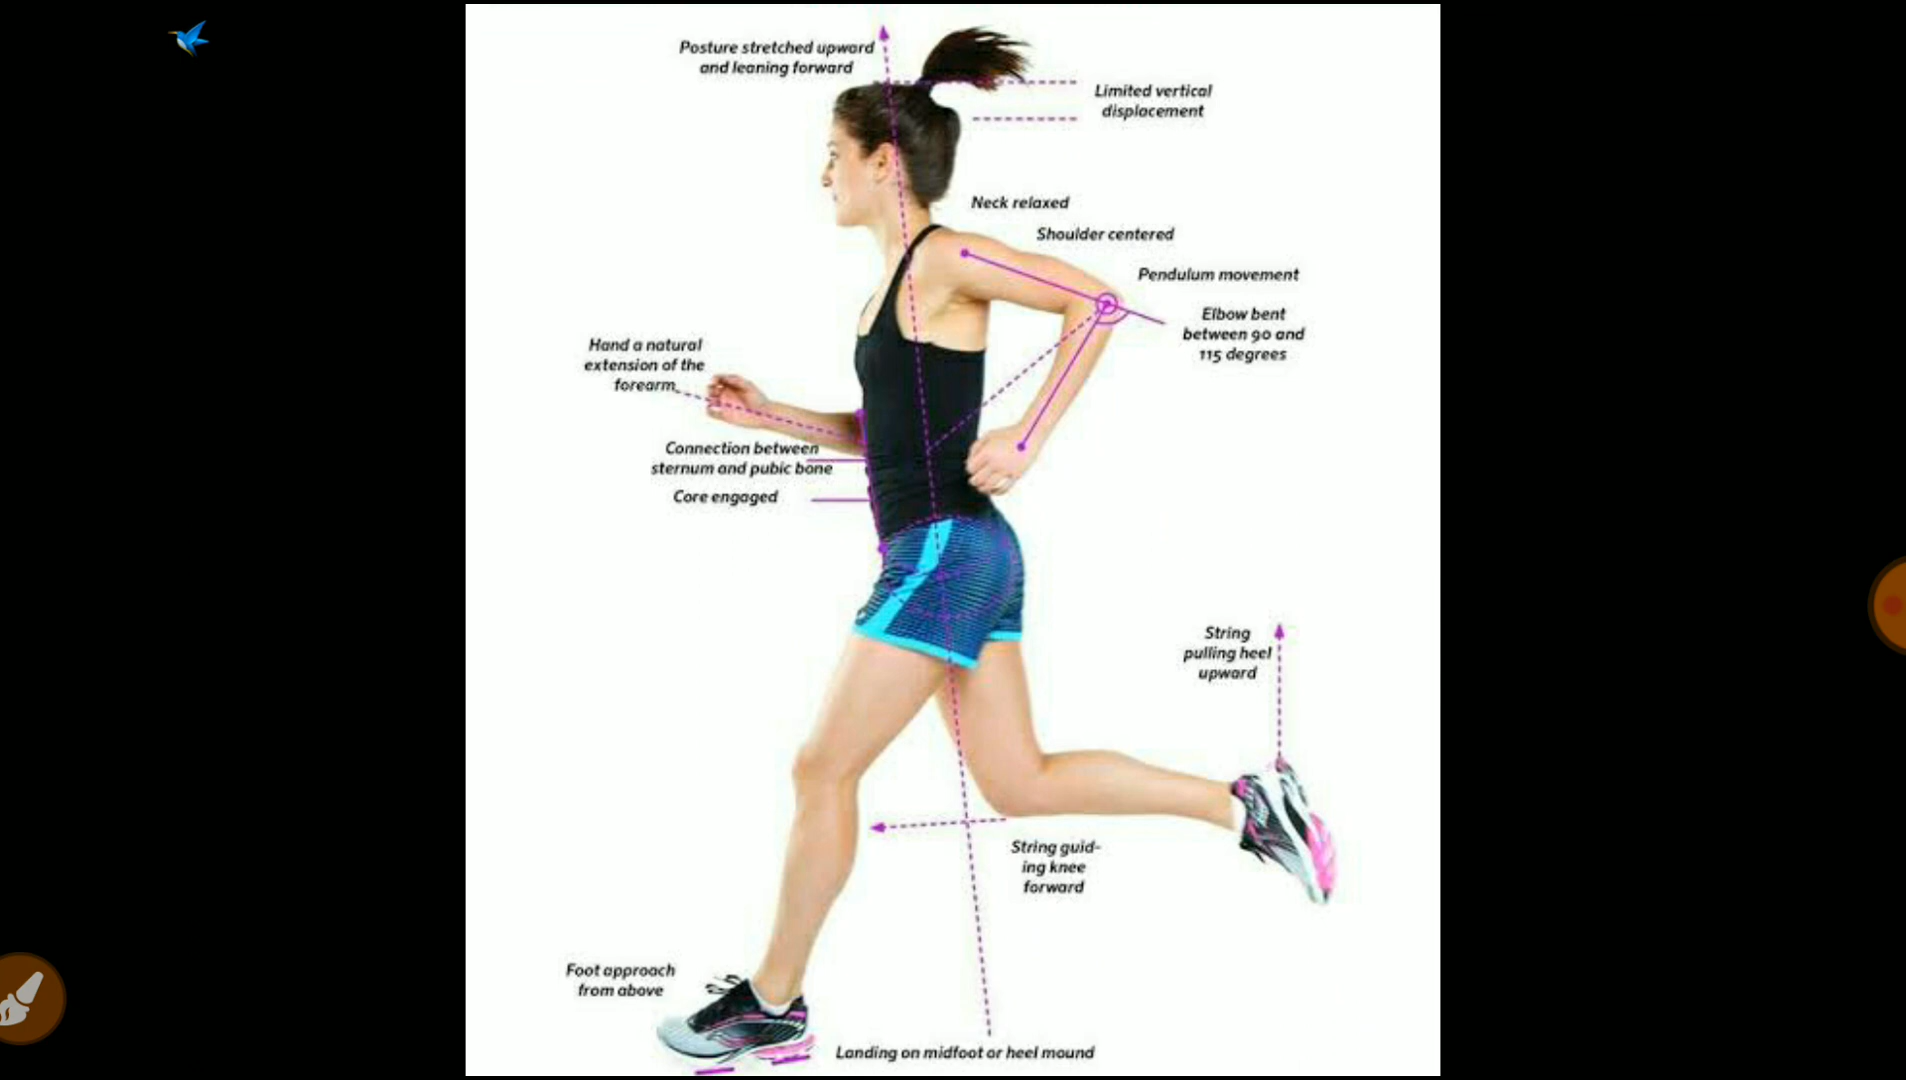 Posture stretched upward
and leaning forward
Limited vertical
displacement
Neck relaxed
Shoulder centered
Pendulum movement
Elbow bent
between 90 and
115 degrees
Hand a natural
extension of the
forearm
Connection between
sternum and pubic bone
Core engaged
String
pulling heel
upward
String guid-
ing knee
forward
Foot approach
from above
Landing on midfoot or heel mound